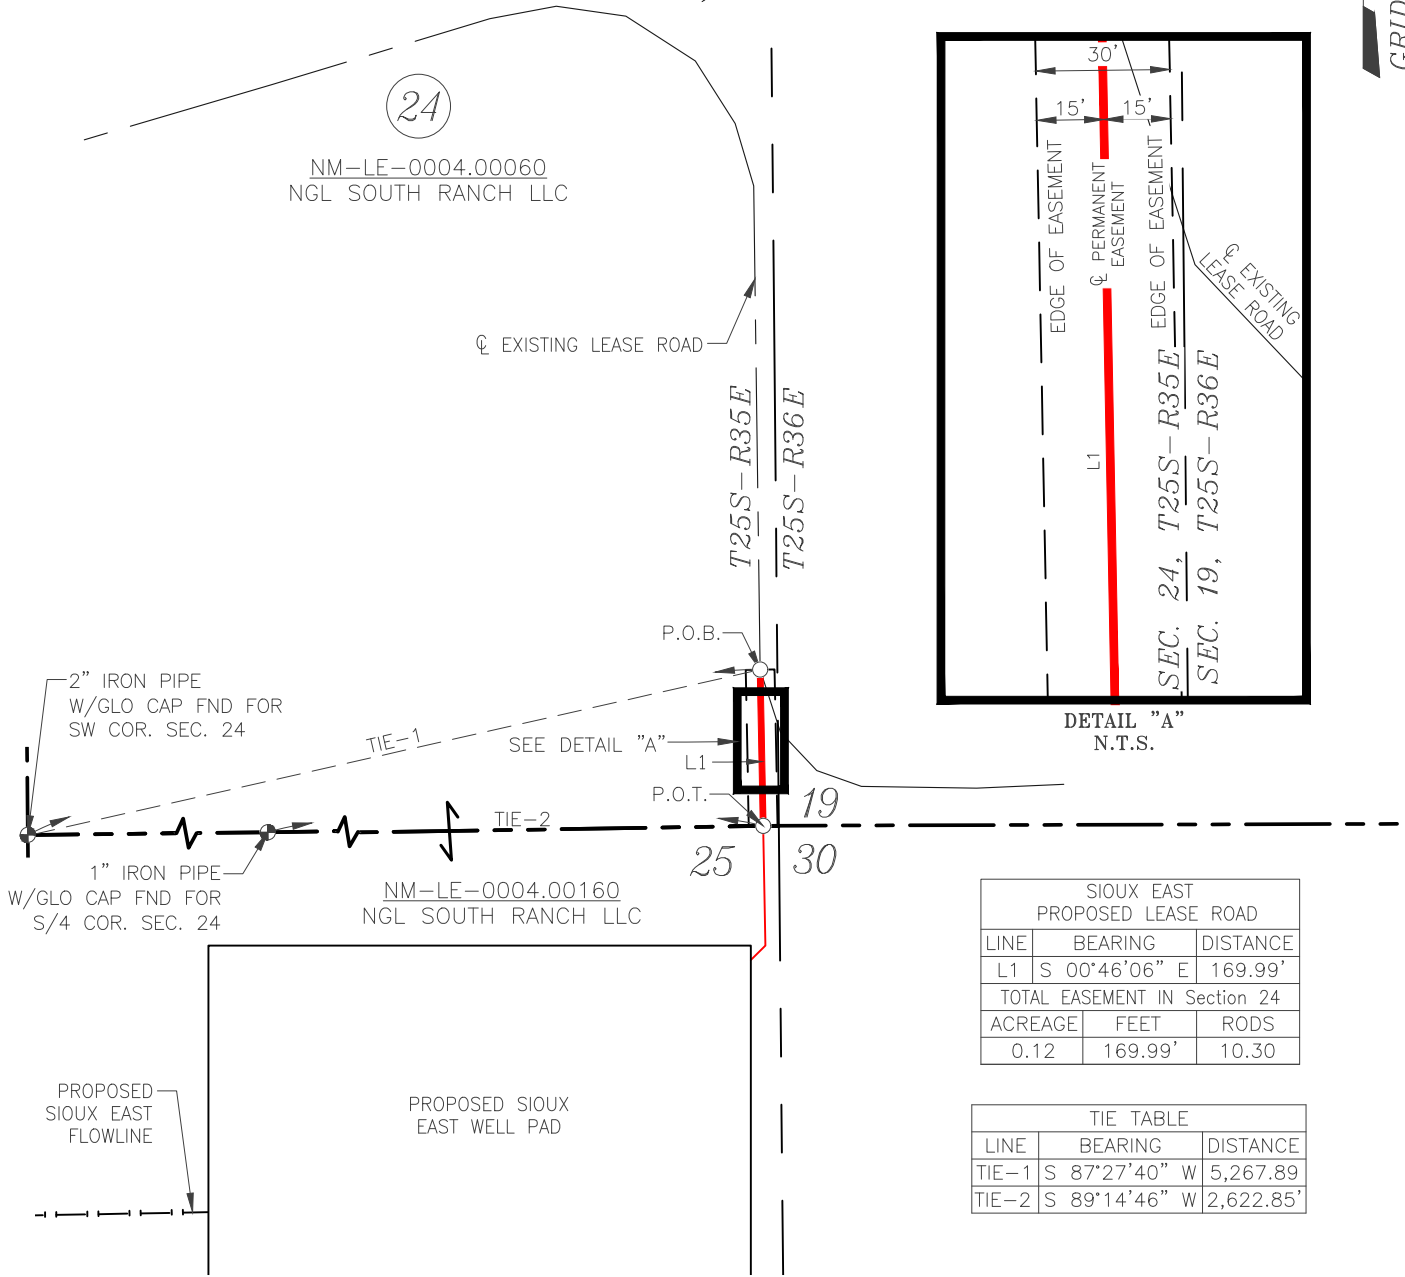 GRID
24
NM-LE-0004.00060
NGL SOUTH RANCH LLC
℄ EXISTING LEASE ROAD
T25S-R35E
T25S-R36E
30'
15'
15'
EDGE OF EASEMENT
℄ PERMANENT
EASEMENT
EDGE OF EASEMENT
℄ EXISTING
LEASE ROAD
L1
SEC. 24, T25S-R35E
SEC. 19, T25S-R36E
DETAIL "A"
N.T.S.
P.O.B.
2" IRON PIPE
W/GLO CAP FND FOR
SW COR. SEC. 24
TIE-1
SEE DETAIL "A"
L1
P.O.T.
19
TIE-2
25
30
1" IRON PIPE
W/GLO CAP FND FOR
S/4 COR. SEC. 24
NM-LE-0004.00160
NGL SOUTH RANCH LLC
SIOUX EAST
PROPOSED LEASE ROAD
LINE BEARING DISTANCE
L1 S 00°46'06" E 169.99'
TOTAL EASEMENT IN Section 24
ACREAGE FEET RODS
0.12 169.99' 10.30
PROPOSED
SIOUX EAST
FLOWLINE
PROPOSED SIOUX
EAST WELL PAD
TIE TABLE
LINE BEARING DISTANCE
TIE-1 S 87°27'40" W 5,267.89
TIE-2 S 89°14'46" W 2,622.85'